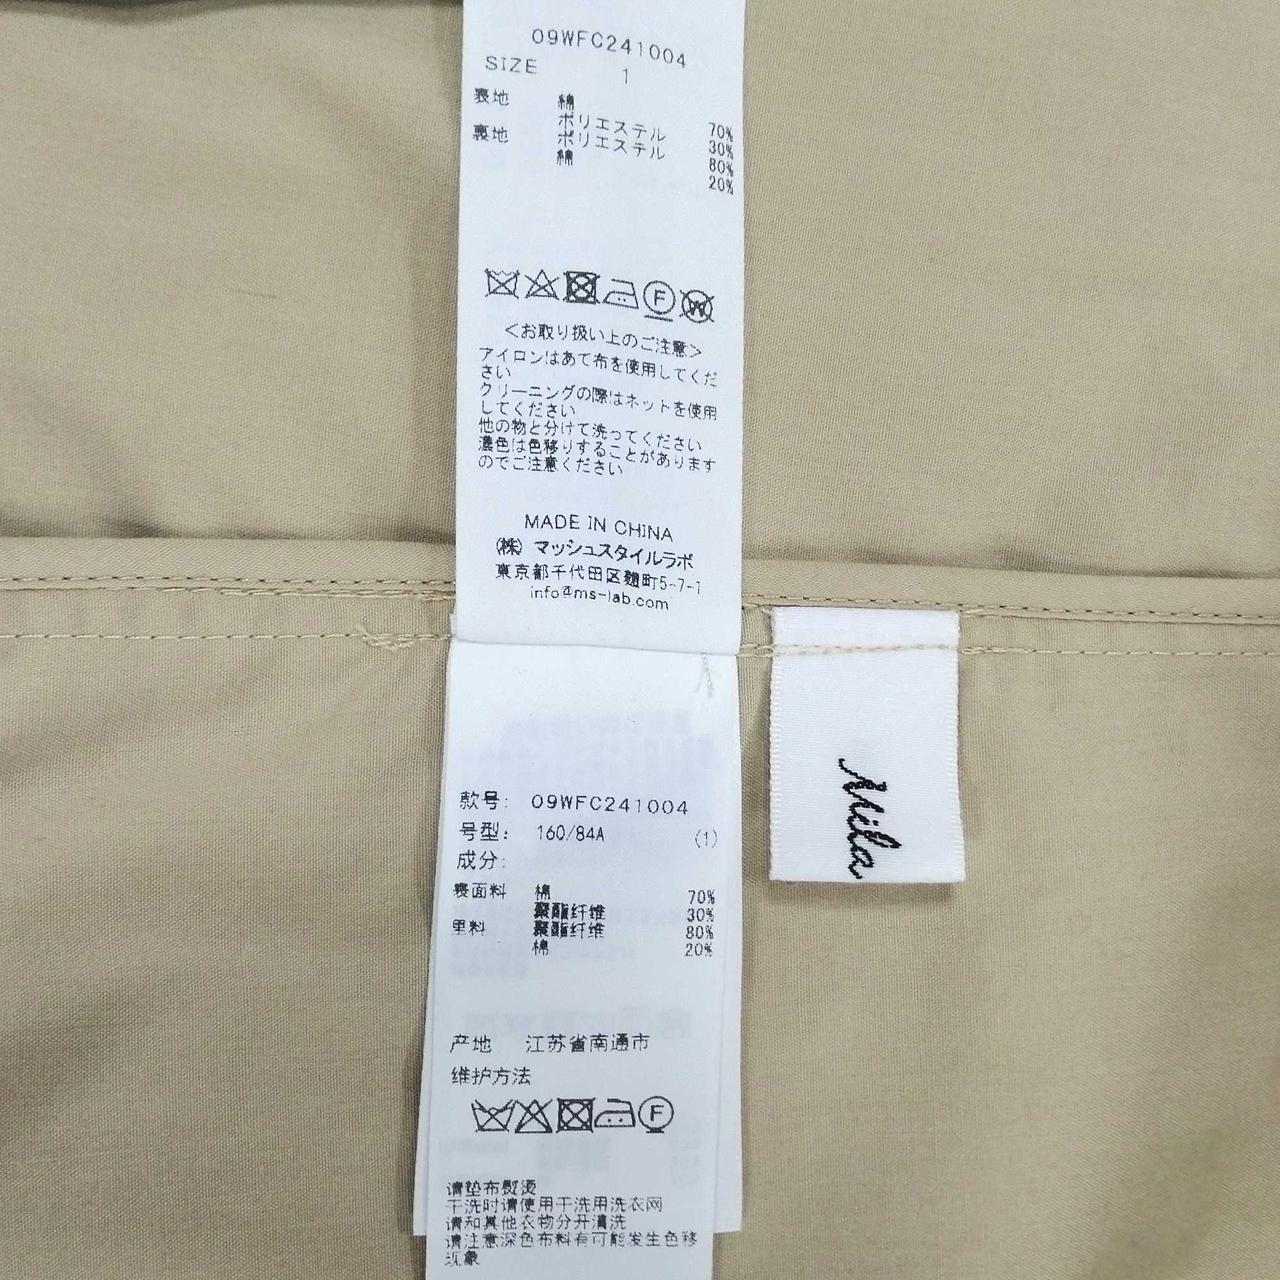 09WFC241004
SIZE 1
表地 綿 70%
ポリエステル 30%
裏地 ポリエステル 80%
綿 20%
F W
<お取り扱い上のご注意>
アイロンはあて布を使用してくだ
さい
クリーニングの際はネットを使用
してください
他の物と分けて洗ってください
濃色は色移りすることがあります
のでご注意ください
MADE IN CHINA
(株) マッシュスタイルラボ
東京都千代田区麹町5-7-1
info@ms-lab.com
Mila
款号: 09WFC241004
号型: 160/84A (1)
成分:
面料 棉 70%
聚酯纤维 30%
里料 聚酯纤维 80%
棉 20%
产地 江苏省南通市
维护方法
F
请垫布熨烫
干洗时请使用干洗用洗衣网
请和其他衣物分开清洗
请注意深色布料有可能发生色移
现象